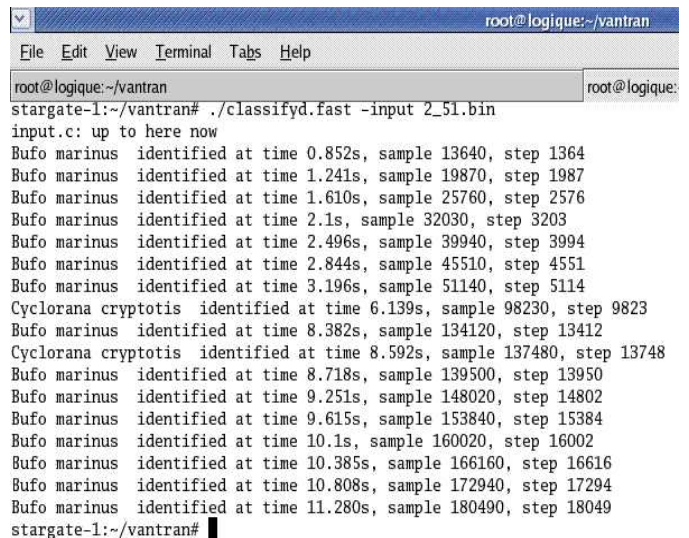 root@logique:~/vantran
File Edit View Terminal Tabs Help
root@logique:~/vantran root@logique:
stargate-1:~/vantran# ./classifyd.fast -input 2_51.bin
input.c: up to here now
Bufo marinus identified at time 0.852s, sample 13640, step 1364
Bufo marinus identified at time 1.241s, sample 19870, step 1987
Bufo marinus identified at time 1.610s, sample 25760, step 2576
Bufo marinus identified at time 2.1s, sample 32030, step 3203
Bufo marinus identified at time 2.496s, sample 39940, step 3994
Bufo marinus identified at time 2.844s, sample 45510, step 4551
Bufo marinus identified at time 3.196s, sample 51140, step 5114
Cyclorana cryptotis identified at time 6.139s, sample 98230, step 9823
Bufo marinus identified at time 8.382s, sample 134120, step 13412
Cyclorana cryptotis identified at time 8.592s, sample 137480, step 13748
Bufo marinus identified at time 8.718s, sample 139500, step 13950
Bufo marinus identified at time 9.251s, sample 148020, step 14802
Bufo marinus identified at time 9.615s, sample 153840, step 15384
Bufo marinus identified at time 10.1s, sample 160020, step 16002
Bufo marinus identified at time 10.385s, sample 166160, step 16616
Bufo marinus identified at time 10.808s, sample 172940, step 17294
Bufo marinus identified at time 11.280s, sample 180490, step 18049
stargate-1:~/vantran#